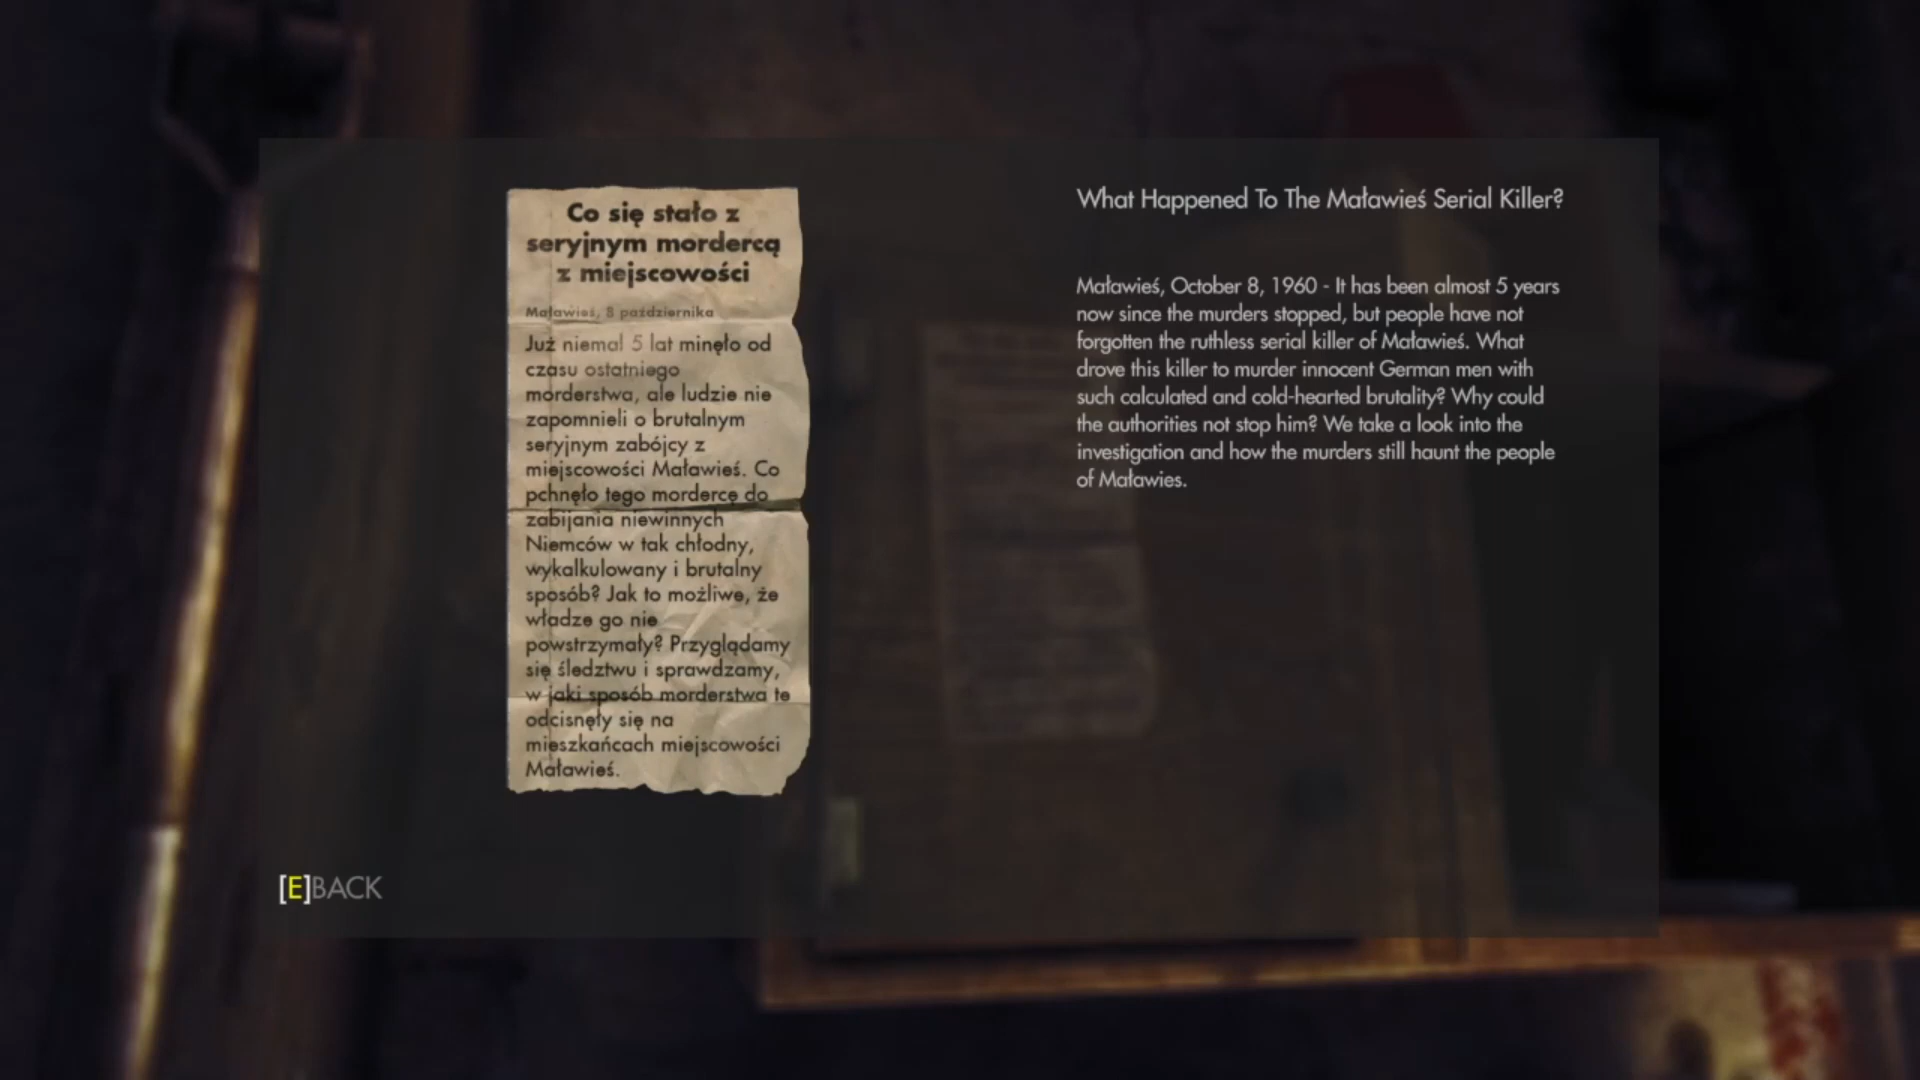 Co się stało z
seryjnym mordercą
z miejscowości
Maławieś, 8 października
Już niemal 5 lat minęło od
czasu ostatniego
morderstwa, ale ludzie nie
zapomnieli o brutalnym
seryjnym zabójcy z
miejscowości Maławieś. Co
pchnęło tego mordercę do
zabijania niewinnych
Niemców w tak chłodny,
wykalkulowany i brutalny
sposób? Jak to możliwe, że
władze go nie
powstrzymały? Przyglądamy
się śledztwu i sprawdzamy,
w jaki sposób morderstwa te
odcisnęły się na
mieszkańcach miejscowości
Maławieś.
What Happened To The Maławieś Serial Killer?
Maławieś, October 8, 1960 - It has been almost 5 years
now since the murders stopped, but people have not
forgotten the ruthless serial killer of Maławieś. What
drove this killer to murder innocent German men with
such calculated and cold-hearted brutality? Why could
the authorities not stop him? We take a look into the
investigation and how the murders still haunt the people
of Maławies.
[E]BACK